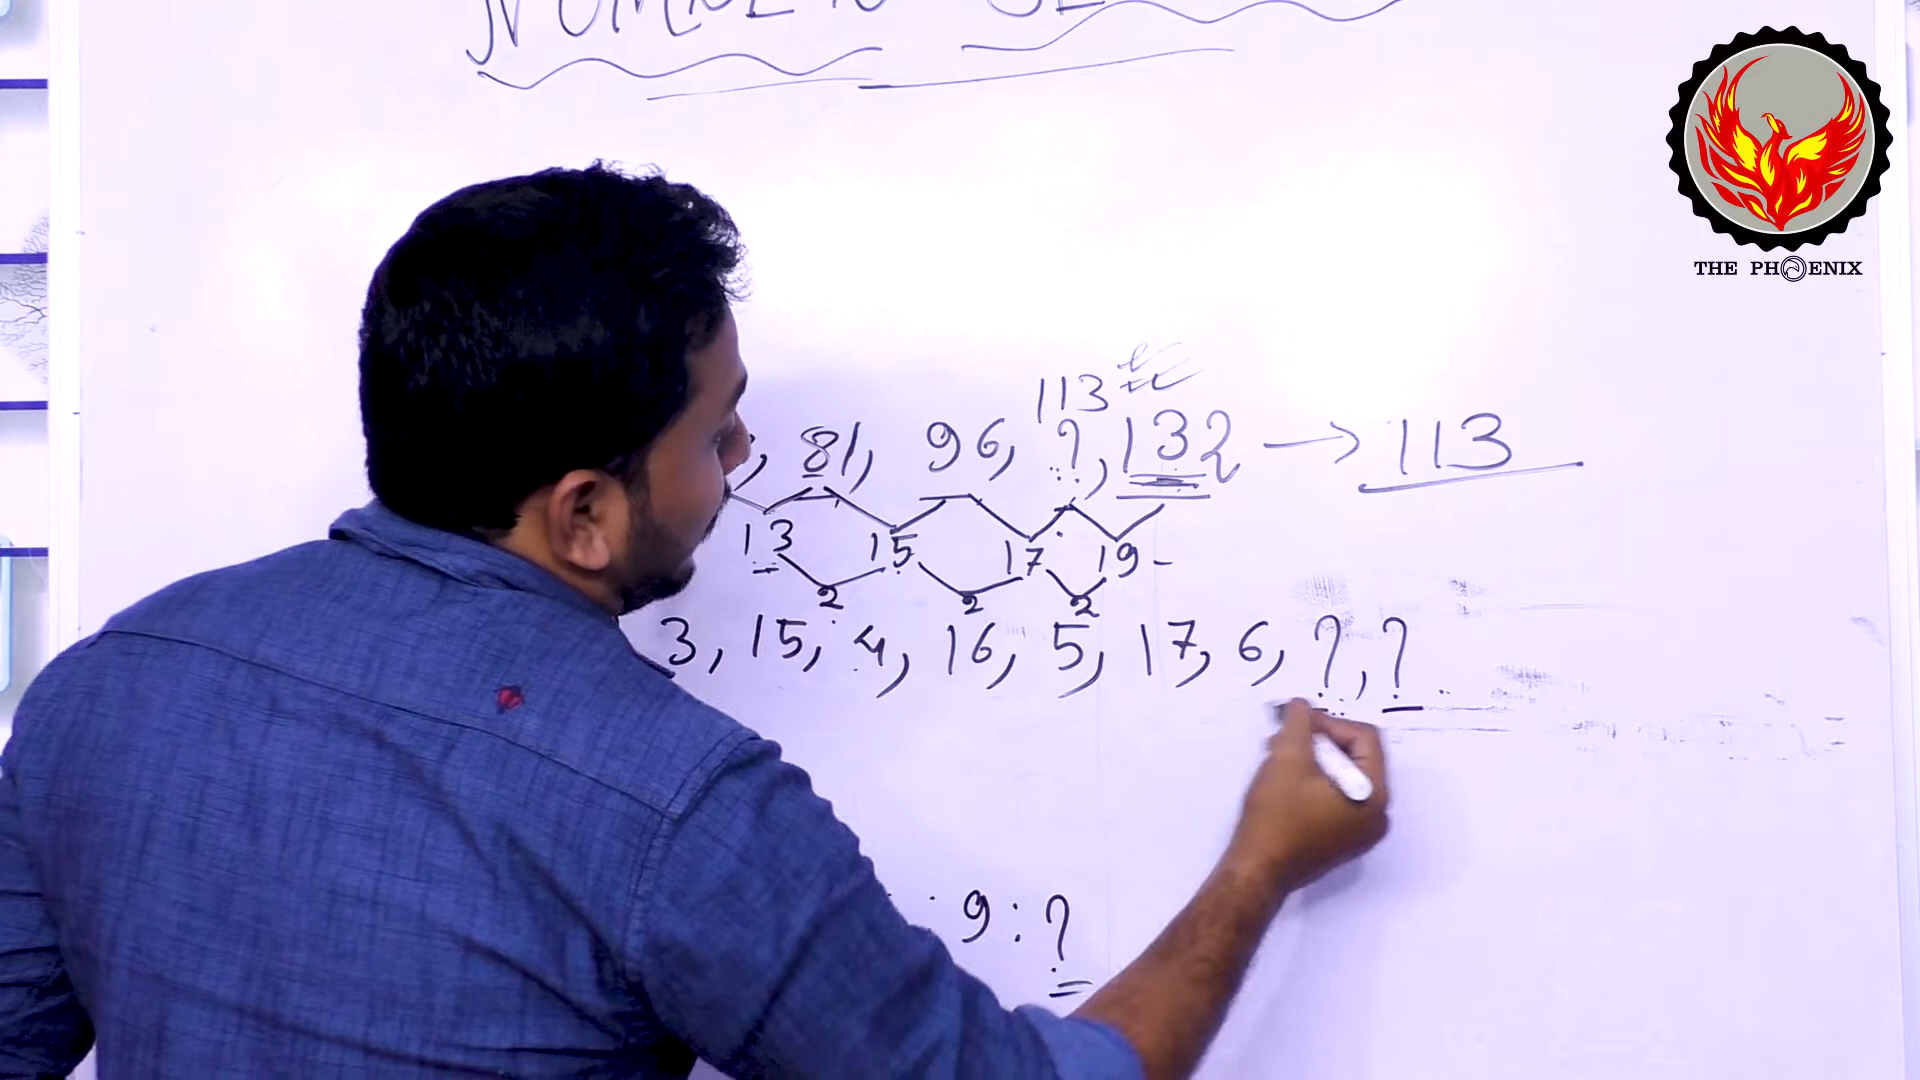 THE PHOENIX
113
, 81, 96, ?, 132 → 113
13 15 17 19 -
2 2 2
3, 15, 4, 16, 5, 17, 6, ?, ?
: 9 : ?